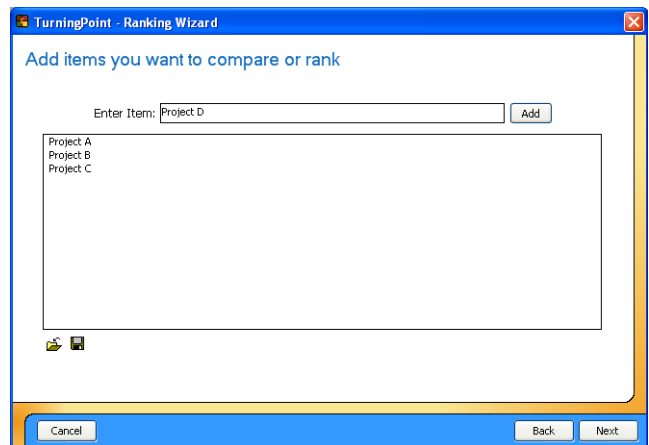 TurningPoint - Ranking Wizard
Add items you want to compare or rank
Enter Item: Project D Add
Project A
Project B
Project C
Cancel Back Next